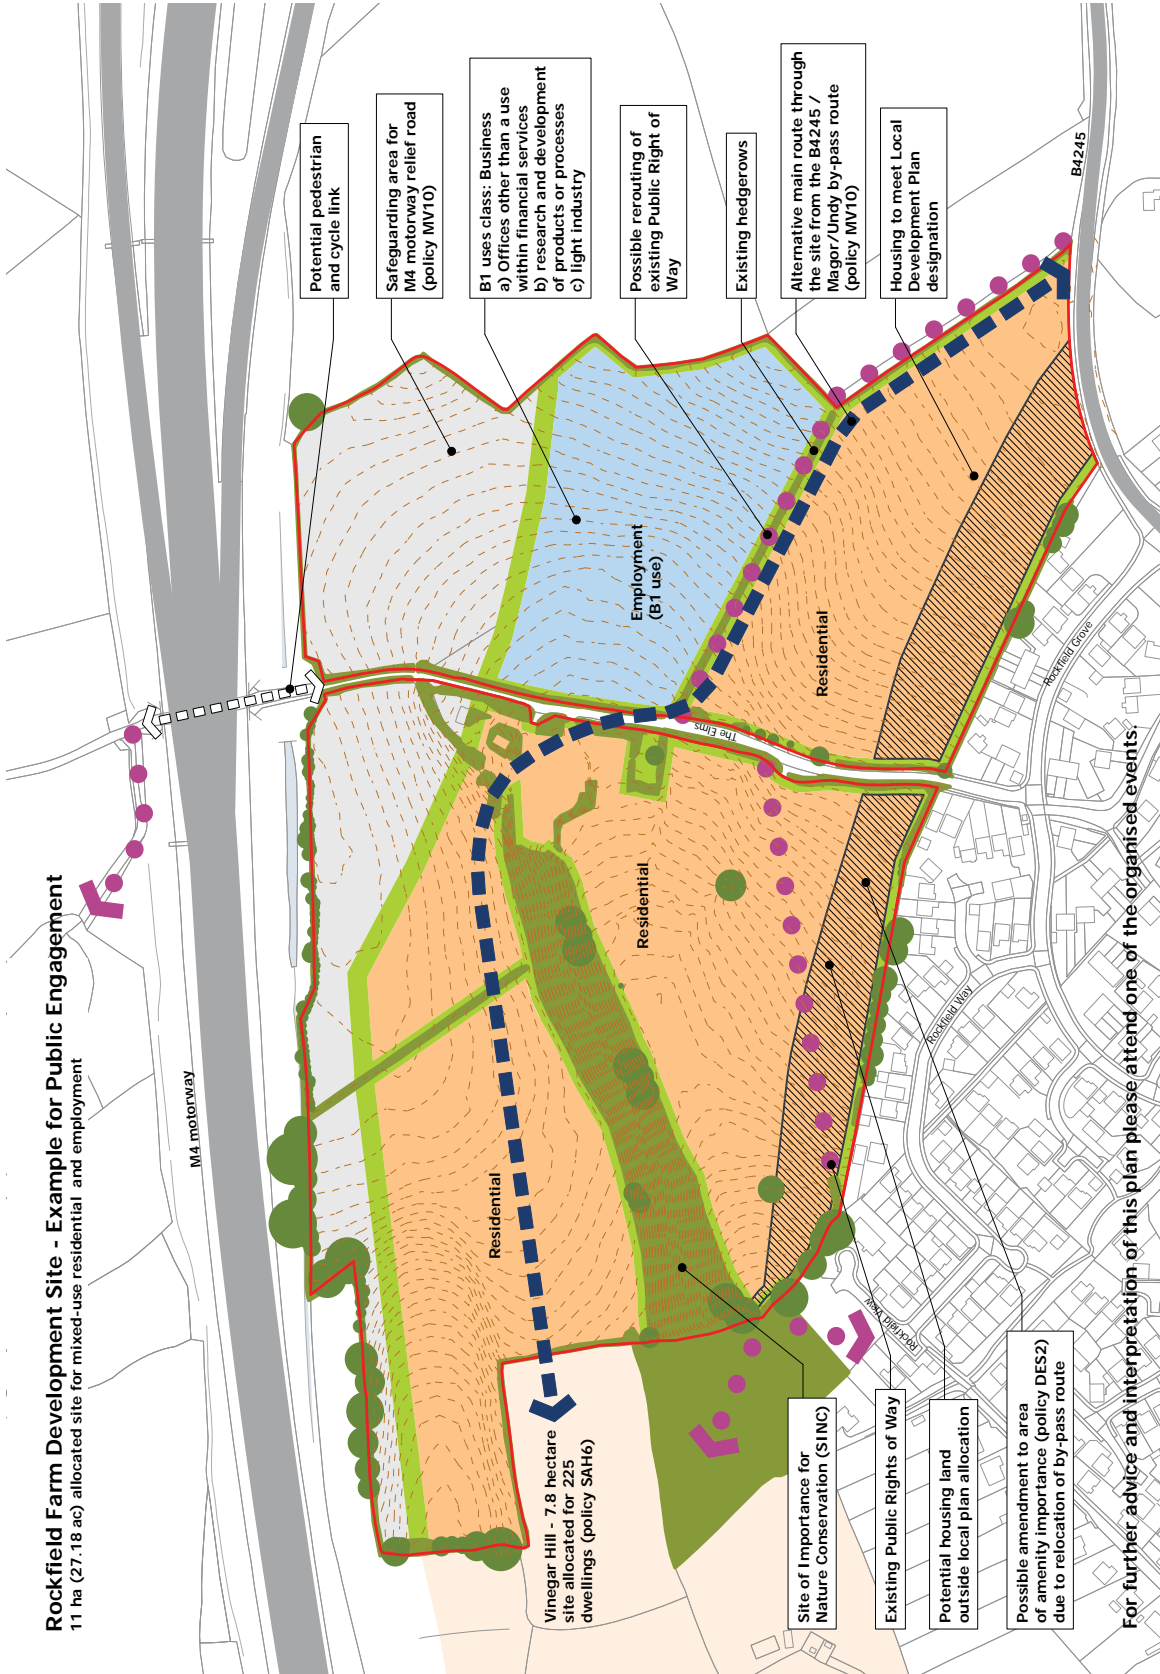 Rockfield Farm Development Site - Example for Public Engagement
11 ha (27.18 ac) allocated site for mixed-use residential and employment
M4 motorway
Potential pedestrian
and cycle link
Safeguarding area for
M4 motorway relief road
(policy MV10)
B1 uses class: Business
a) Offices other than a use
within financial services
b) research and development
of products or processes
c) light industry
Possible rerouting of
existing Public Right of
Way
Existing hedgerows
Alternative main route through
the site from the B4245 /
Magor/Undy by-pass route
(policy MV10)
Housing to meet Local
Development Plan
designation
B4245
Employment
(B1 use)
Residential
Residential
Residential
The Elms
Rockfield Grove
Rockfield Way
Rockfield View
Vinegar Hill - 7.8 hectare
site allocated for 225
dwellings (policy SAH6)
Site of Importance for
Nature Conservation (SINC)
Existing Public Rights of Way
Potential housing land
outside local plan allocation
Possible amendment to area
of amenity importance (policy DES2)
due to relocation of by-pass route
For further advice and interpretation of this plan please attend one of the organised events.